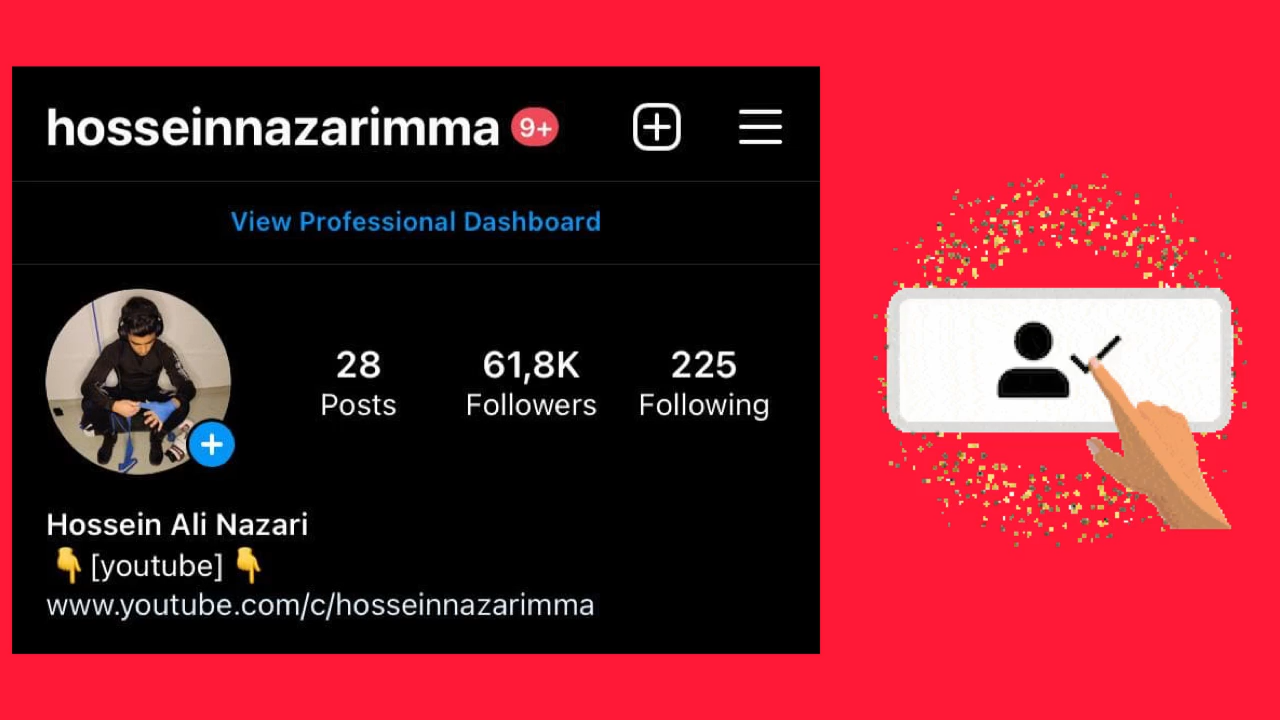 hosseinnazarimma 9+
View Professional Dashboard
28 61,8K 225
Posts Followers Following
Hossein Ali Nazari
👇 [youtube] 👇
www.youtube.com/c/hosseinnazarimma